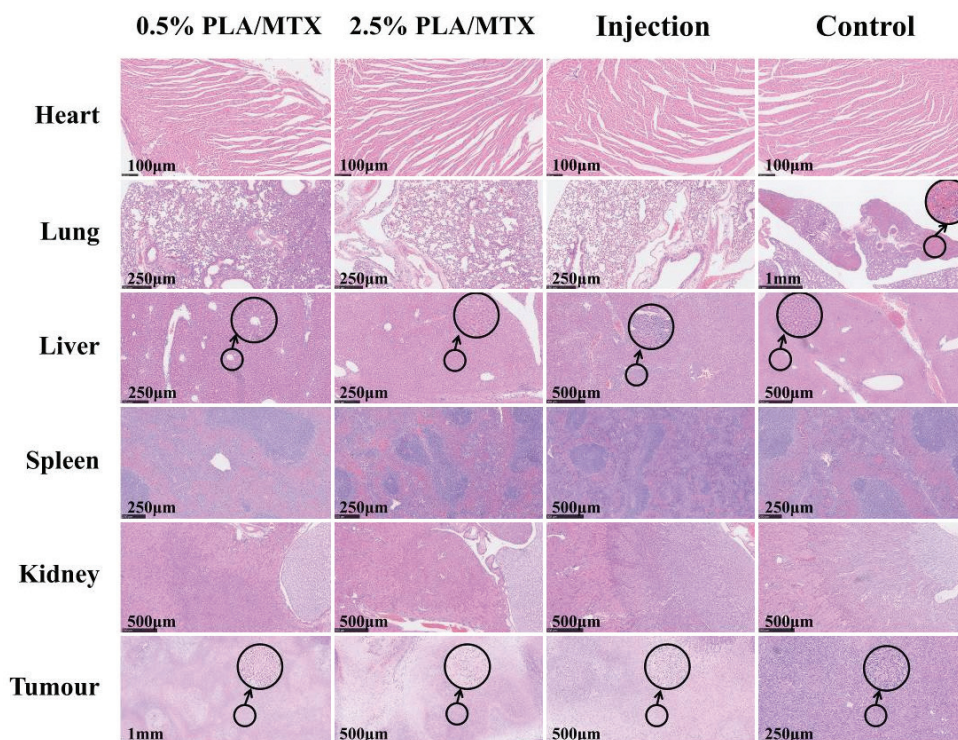 0.5% PLA/MTX 2.5% PLA/MTX Injection Control
Heart 100μm 100μm 100μm 100μm
Lung 250μm 250μm 250μm 1mm
Liver 250μm 250μm 500μm 500μm
Spleen 250μm 250μm 500μm 250μm
Kidney 500μm 500μm 500μm 500μm
Tumour 1mm 500μm 500μm 250μm